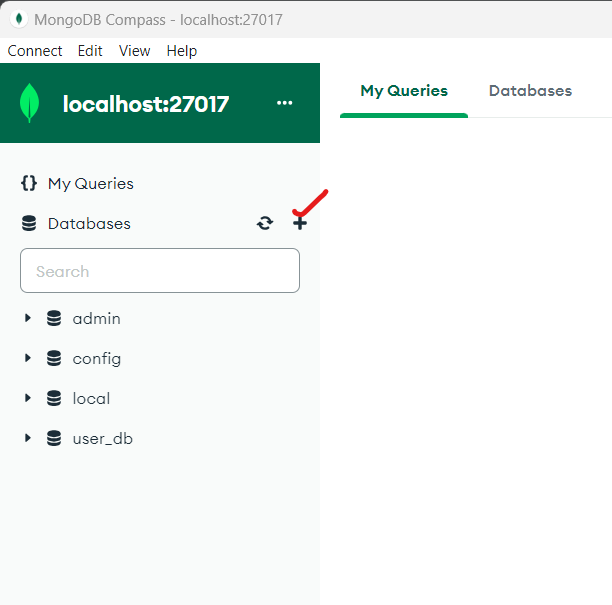 MongoDB Compass - localhost:27017
Connect Edit View Help
localhost:27017
My Queries Databases
My Queries
Databases
Search
admin
config
local
user_db